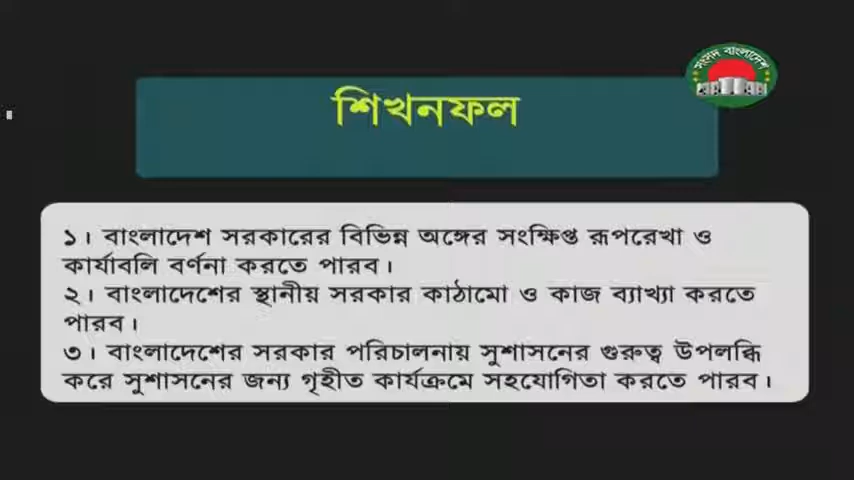 সংসদ বাংলাদেশ
শিখনফল
১। বাংলাদেশ সরকারের বিভিন্ন অঙ্গের সংক্ষিপ্ত রূপরেখা ও
কার্যাবলি বর্ণনা করতে পারব।
২। বাংলাদেশের স্থানীয় সরকার কাঠামো ও কাজ ব্যাখ্যা করতে
পারব।
৩। বাংলাদেশের সরকার পরিচালনায় সুশাসনের গুরুত্ব উপলব্ধি
করে সুশাসনের জন্য গৃহীত কার্যক্রমে সহযোগিতা করতে পারব।